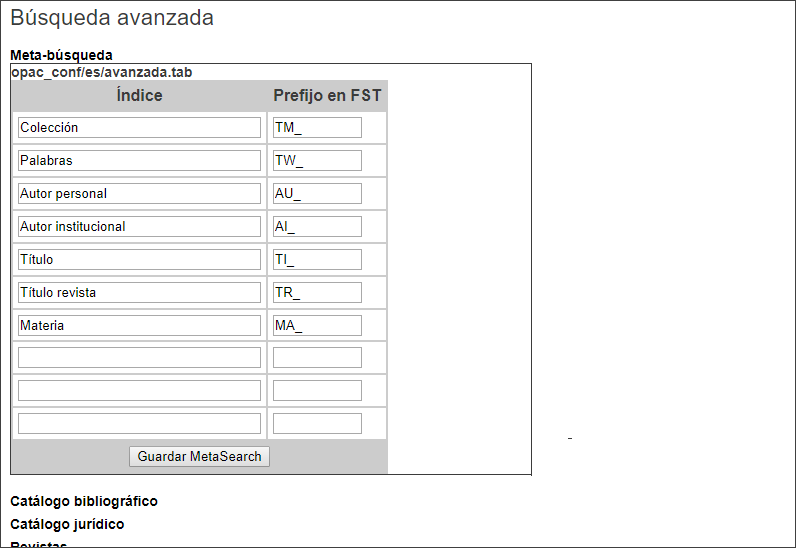 Búsqueda avanzada
Meta-búsqueda
opac_conf/es/avanzada.tab
Índice Prefijo en FST
Colección TM_
Palabras TW_
Autor personal AU_
Autor institucional AI_
Título TI_
Título revista TR_
Materia MA_
Guardar MetaSearch
Catálogo bibliográfico
Catálogo jurídico
Revistas